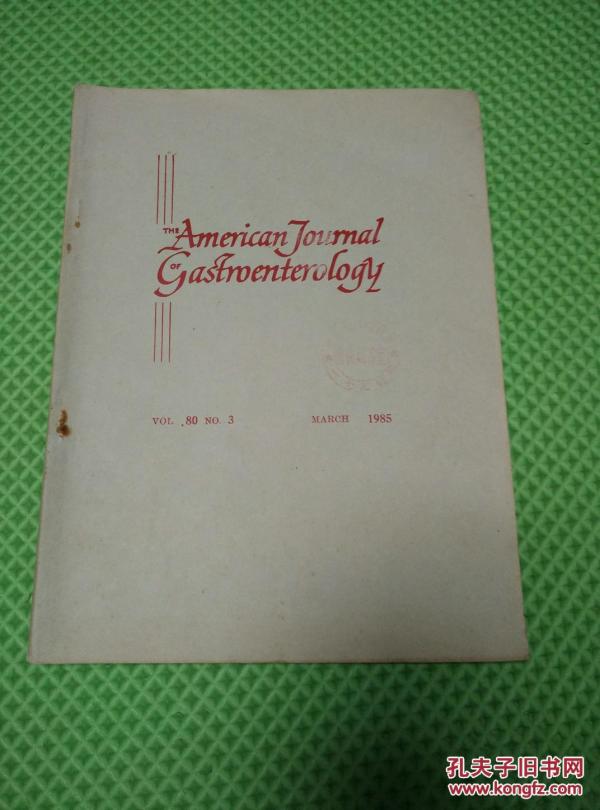 THE American Journal
OF Gastroenterology
VOL .80 NO. 3 MARCH 1985
孔夫子旧书网
www.kongfz.com